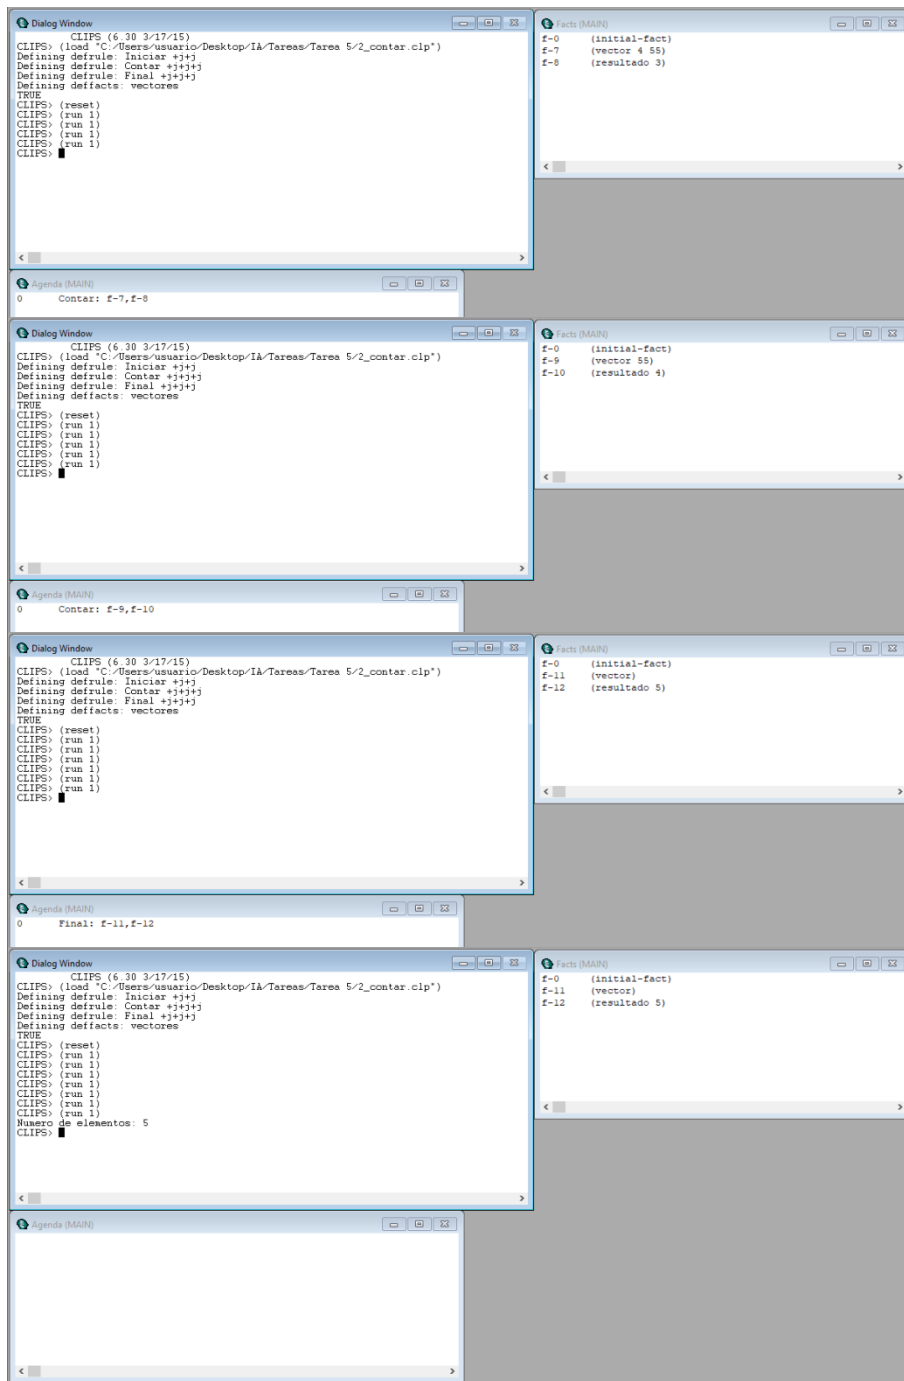 Dialog Window
CLIPS (6.30 3/17/15)
CLIPS> (load "C:/Users/usuario/Desktop/IA/Tareas/Tarea 5/2_contar.clp")
Defining defrule: Iniciar +j+j
Defining defrule: Contar +j+j+j
Defining defrule: Final +j+j+j
Defining deffacts: vectores
TRUE
CLIPS> (reset)
CLIPS> (run 1)
CLIPS> (run 1)
CLIPS> (run 1)
CLIPS> (run 1)
CLIPS>
Facts (MAIN)
f-0 (initial-fact)
f-7 (vector 4 55)
f-8 (resultado 3)
Agenda (MAIN)
0 Contar: f-7,f-8
Dialog Window
CLIPS (6.30 3/17/15)
CLIPS> (load "C:/Users/usuario/Desktop/IA/Tareas/Tarea 5/2_contar.clp")
Defining defrule: Iniciar +j+j
Defining defrule: Contar +j+j+j
Defining defrule: Final +j+j+j
Defining deffacts: vectores
TRUE
CLIPS> (reset)
CLIPS> (run 1)
CLIPS> (run 1)
CLIPS> (run 1)
CLIPS> (run 1)
CLIPS> (run 1)
CLIPS>
Facts (MAIN)
f-0 (initial-fact)
f-9 (vector 55)
f-10 (resultado 4)
Agenda (MAIN)
0 Contar: f-9,f-10
Dialog Window
CLIPS (6.30 3/17/15)
CLIPS> (load "C:/Users/usuario/Desktop/IA/Tareas/Tarea 5/2_contar.clp")
Defining defrule: Iniciar +j+j
Defining defrule: Contar +j+j+j
Defining defrule: Final +j+j+j
Defining deffacts: vectores
TRUE
CLIPS> (reset)
CLIPS> (run 1)
CLIPS> (run 1)
CLIPS> (run 1)
CLIPS> (run 1)
CLIPS> (run 1)
CLIPS> (run 1)
CLIPS>
Facts (MAIN)
f-0 (initial-fact)
f-11 (vector)
f-12 (resultado 5)
Agenda (MAIN)
0 Final: f-11,f-12
Dialog Window
CLIPS (6.30 3/17/15)
CLIPS> (load "C:/Users/usuario/Desktop/IA/Tareas/Tarea 5/2_contar.clp")
Defining defrule: Iniciar +j+j
Defining defrule: Contar +j+j+j
Defining defrule: Final +j+j+j
Defining deffacts: vectores
TRUE
CLIPS> (reset)
CLIPS> (run 1)
CLIPS> (run 1)
CLIPS> (run 1)
CLIPS> (run 1)
CLIPS> (run 1)
CLIPS> (run 1)
CLIPS> (run 1)
Numero de elementos: 5
CLIPS>
Facts (MAIN)
f-0 (initial-fact)
f-11 (vector)
f-12 (resultado 5)
Agenda (MAIN)